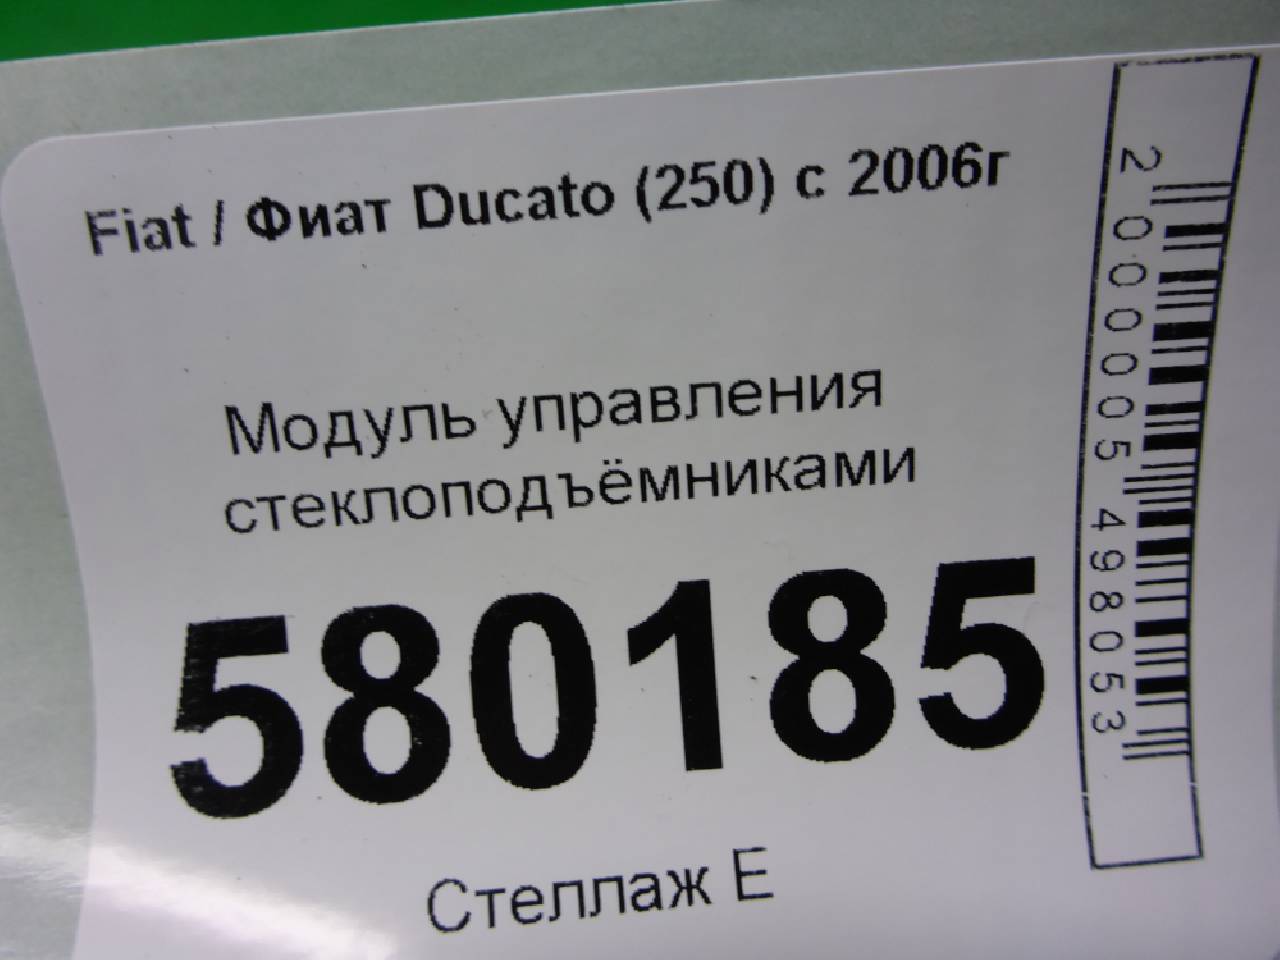 Fiat / Фиат Ducato (250) с 2006г
Модуль управления
стеклоподъёмниками
580185
Стеллаж Е
2000005498053